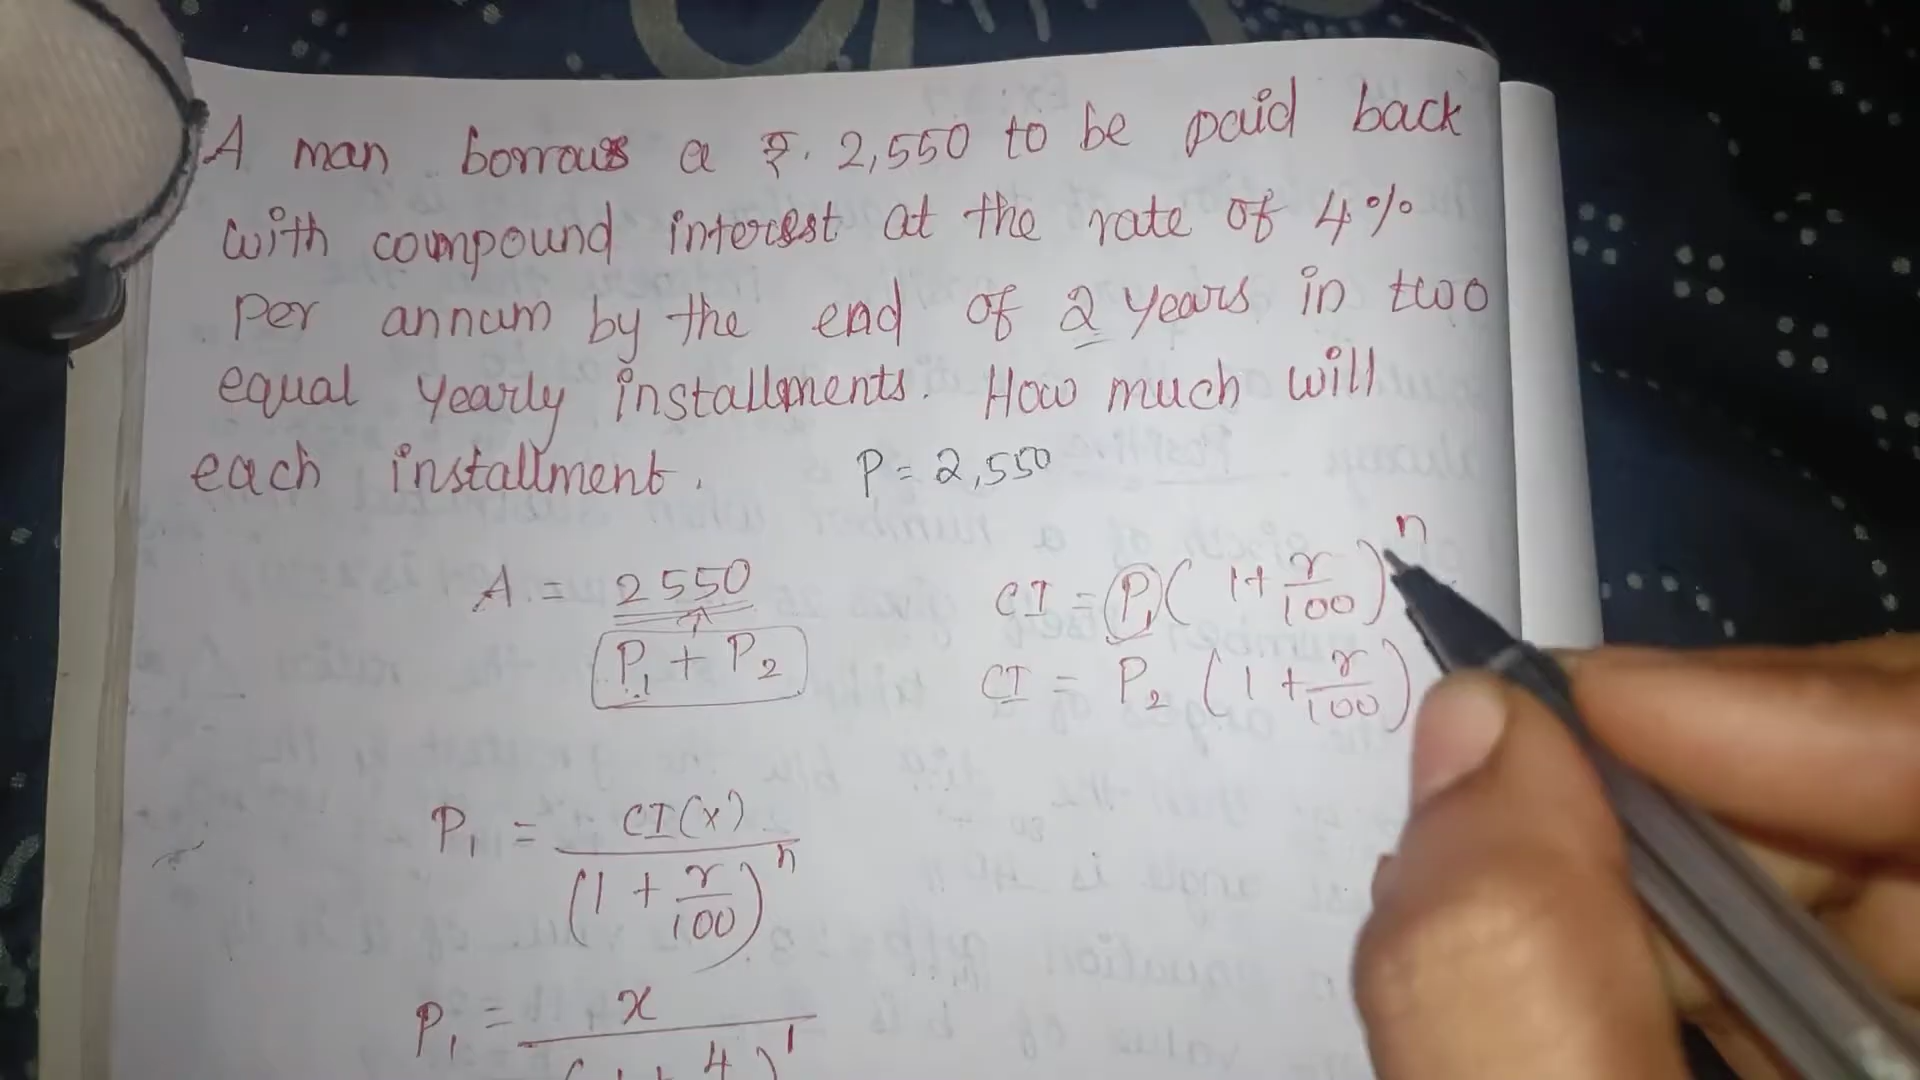 A man borrows a ₹. 2,550 to be paid back
with compound interest at the rate of 4%
Per annum by the end of 2 years in two
equal yearly installments. How much will
each installment.
P = 2,550
A = 2550
P₁ + P₂
CI = P₁ ( 1 + r/100 )ⁿ
CI = P₂ ( 1 + r/100 )
P₁ = CI(x) / (1 + r/100)ⁿ
P₁ = x
4 ) ¹